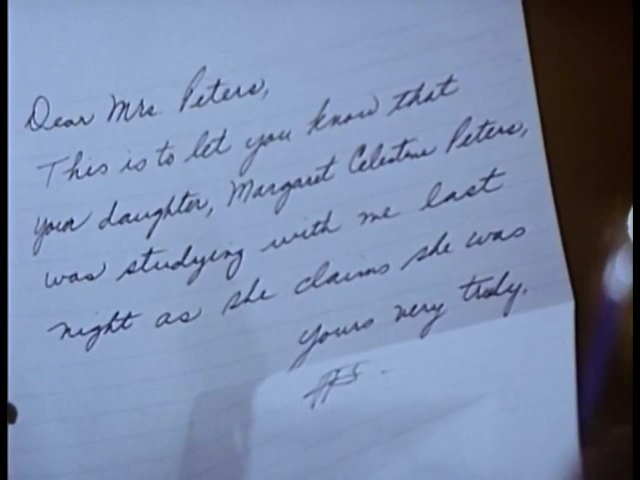 Dear Mrs. Peters,
This is to let you know that
your daughter, Margaret Celestine Peters,
was studying with me last
night as she claims she was
yours very truly.